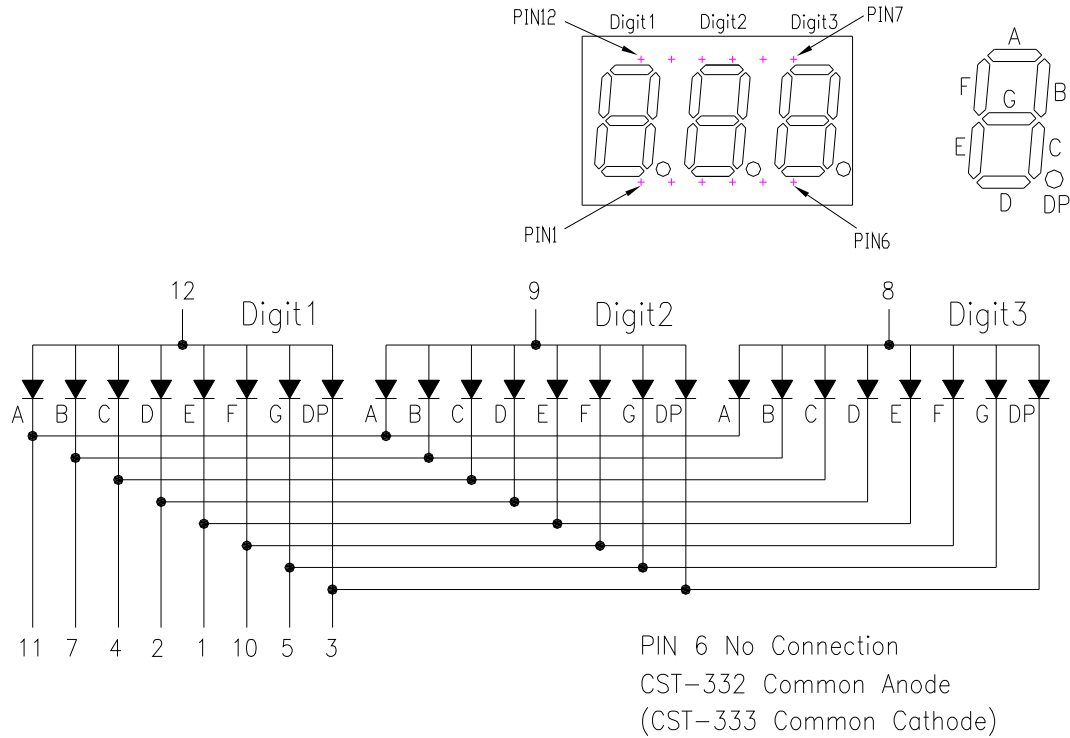 PIN12 Digit1 Digit2 Digit3 PIN7
A
F B
G
E C
D DP
PIN1 PIN6
12 9 8
Digit1 Digit2 Digit3
A B C D E F G DP A B C D E F G DP A B C D E F G DP
11 7 4 2 1 10 5 3
PIN 6 No Connection
CST-332 Common Anode
(CST-333 Common Cathode)